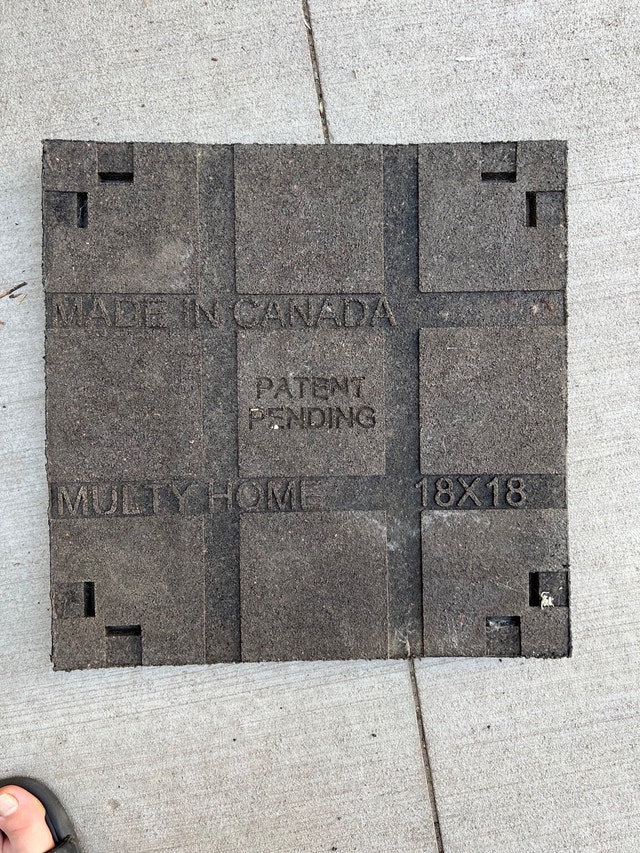 MADE IN CANADA
PATENT
PENDING
MULTY HOME 18X18